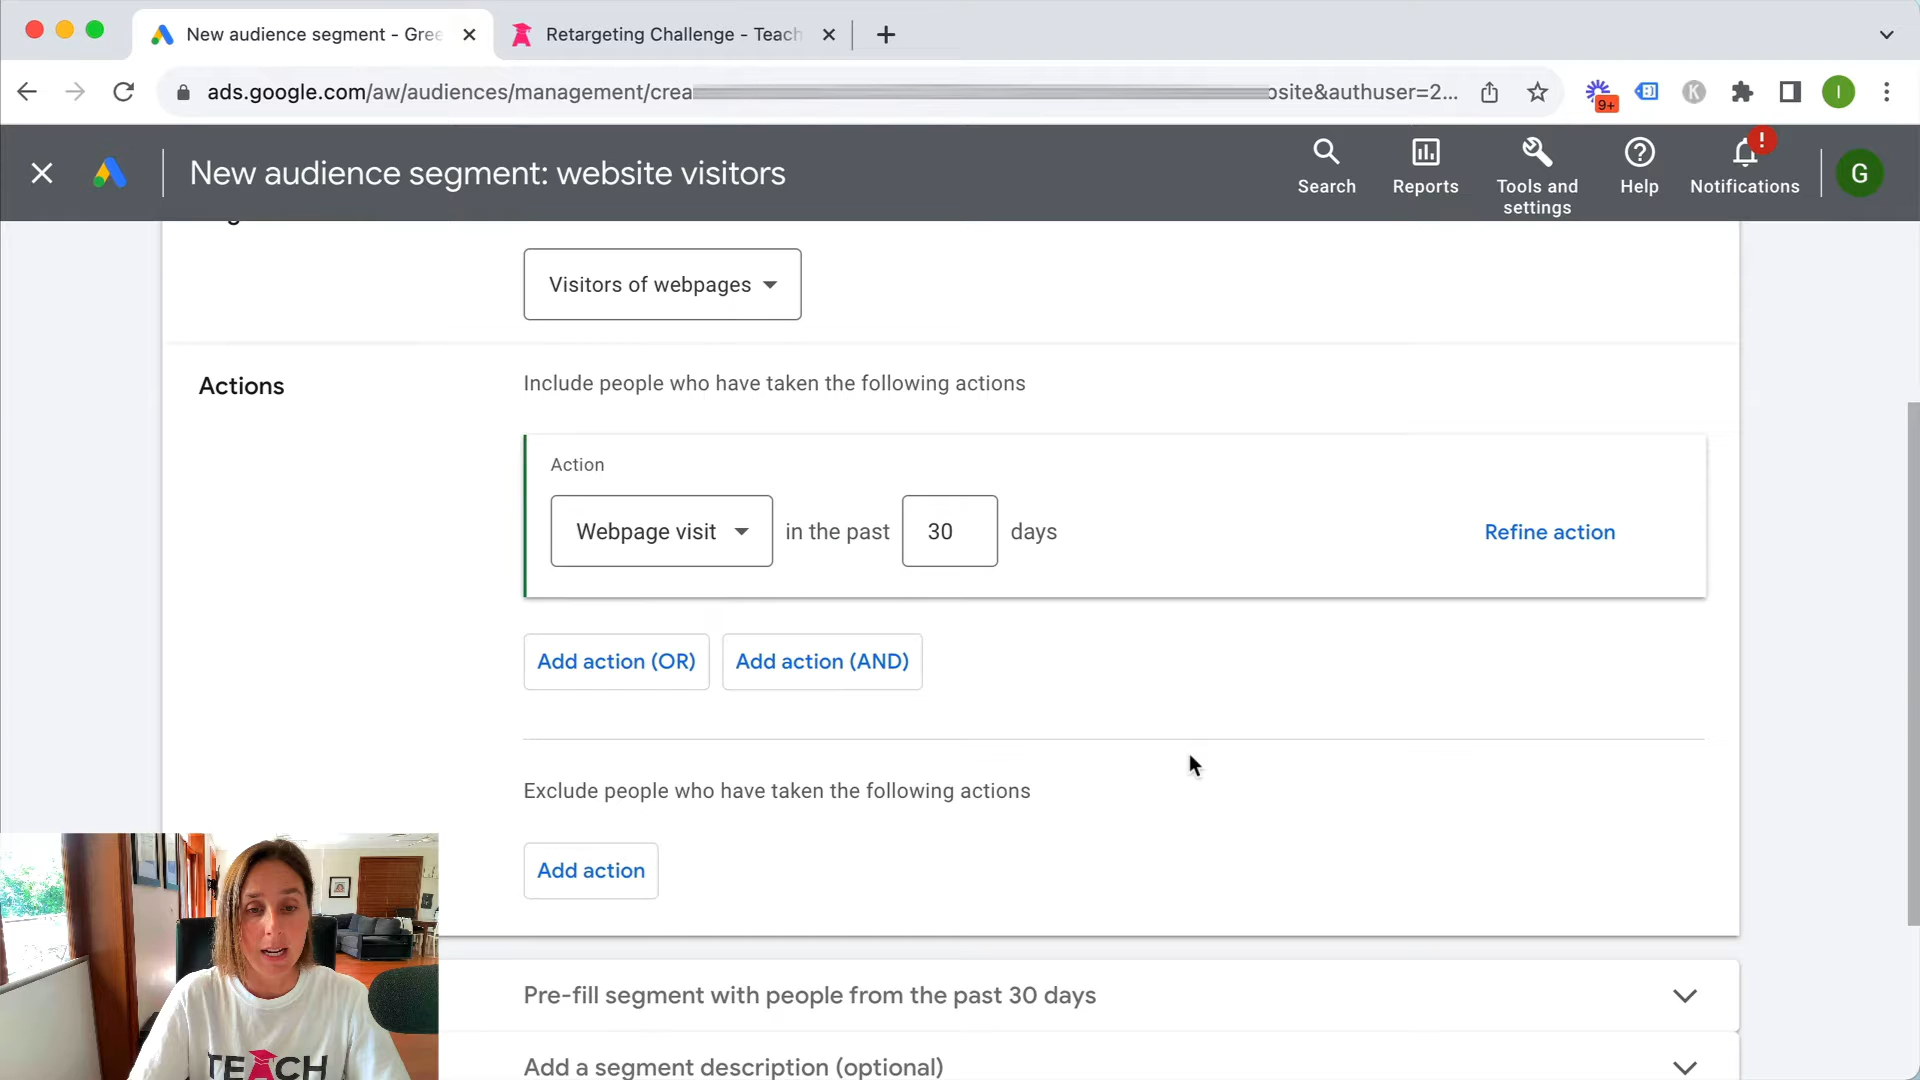 New audience segment - Gree
Retargeting Challenge - Teach
ads.google.com/aw/audiences/management/crea
osite&authuser=2...
9+
K
I
New audience segment: website visitors
Search
Reports
Tools and
settings
Help
!
Notifications
G
Visitors of webpages
Actions
Include people who have taken the following actions
Action
Webpage visit
in the past
30
days
Refine action
Add action (OR)
Add action (AND)
Exclude people who have taken the following actions
Add action
Pre-fill segment with people from the past 30 days
Add a segment description (optional)
TEACH